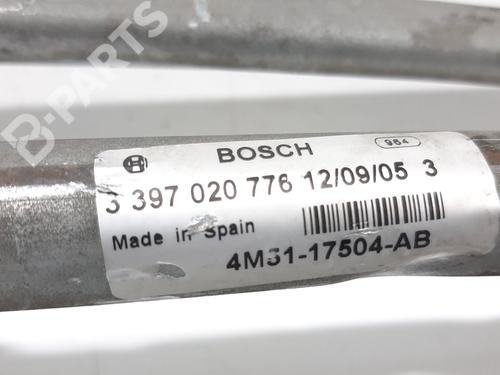 B-PARTS
984
BOSCH
3 397 020 776 12/09/05 3
Made in Spain
4M51-17504-AB